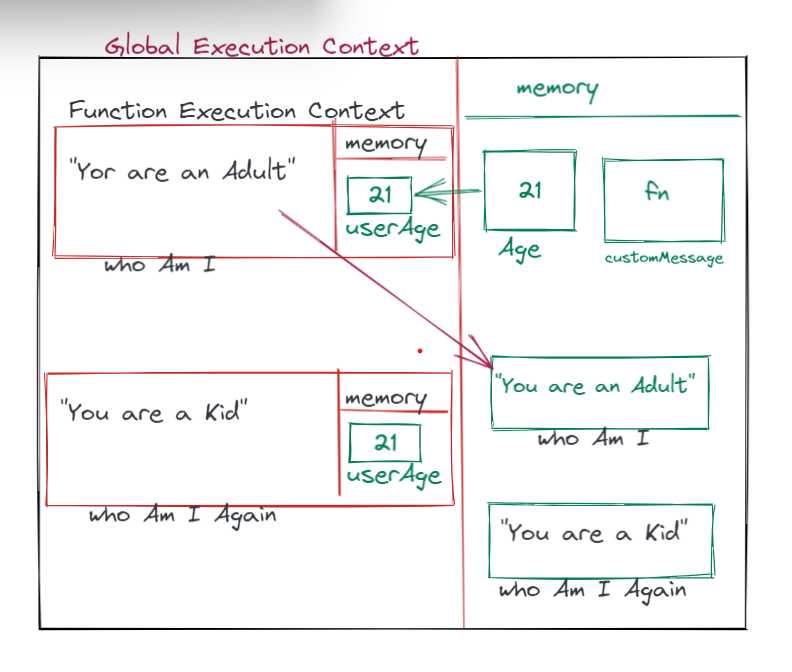 Global Execution Context
memory
Function Execution Context
"Yor are an Adult"
memory
21
userAge
who Am I
21
Age
fn
customMessage
"You are an Adult"
who Am I
"You are a Kid"
memory
21
userAge
who Am I Again
"You are a Kid"
who Am I Again